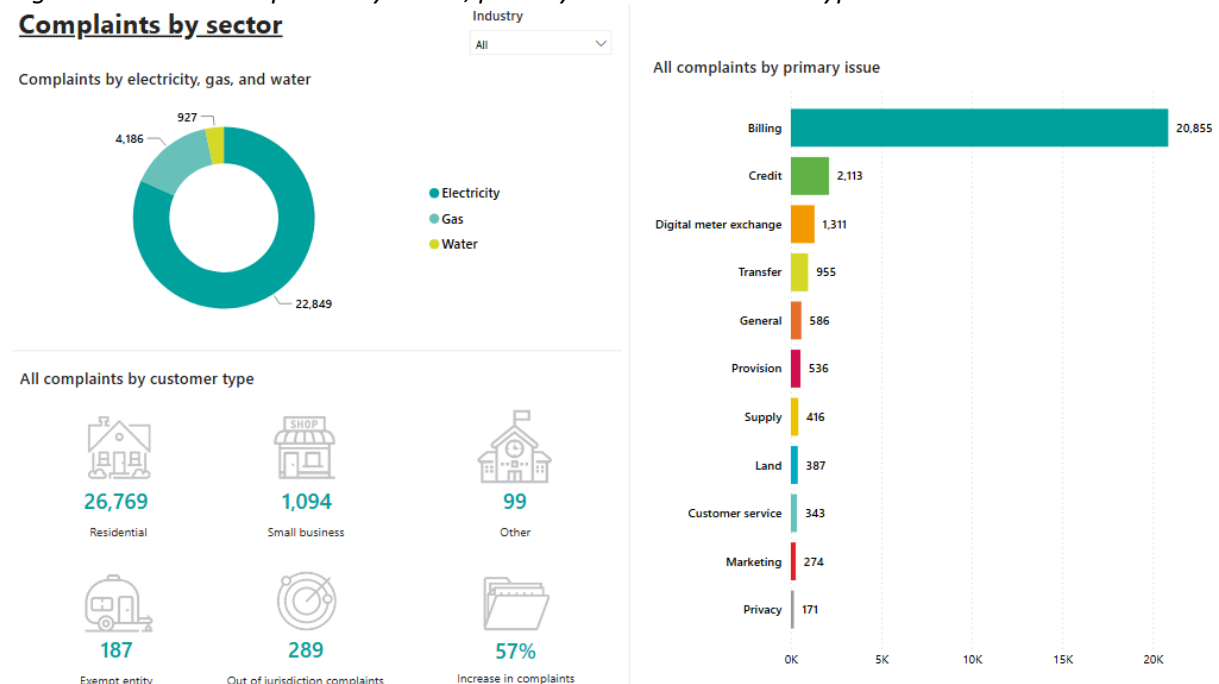 Complaints by sector
Industry
All
Complaints by electricity, gas, and water
927
4,186
22,849
Electricity
Gas
Water
All complaints by customer type
SHOP
26,769
Residential
1,094
Small business
99
Other
187
Exempt entity
289
Out of jurisdiction complaints
57%
Increase in complaints
All complaints by primary issue
Billing 20,855
Credit 2,113
Digital meter exchange 1,311
Transfer 955
General 586
Provision 536
Supply 416
Land 387
Customer service 343
Marketing 274
Privacy 171
0K 5K 10K 15K 20K